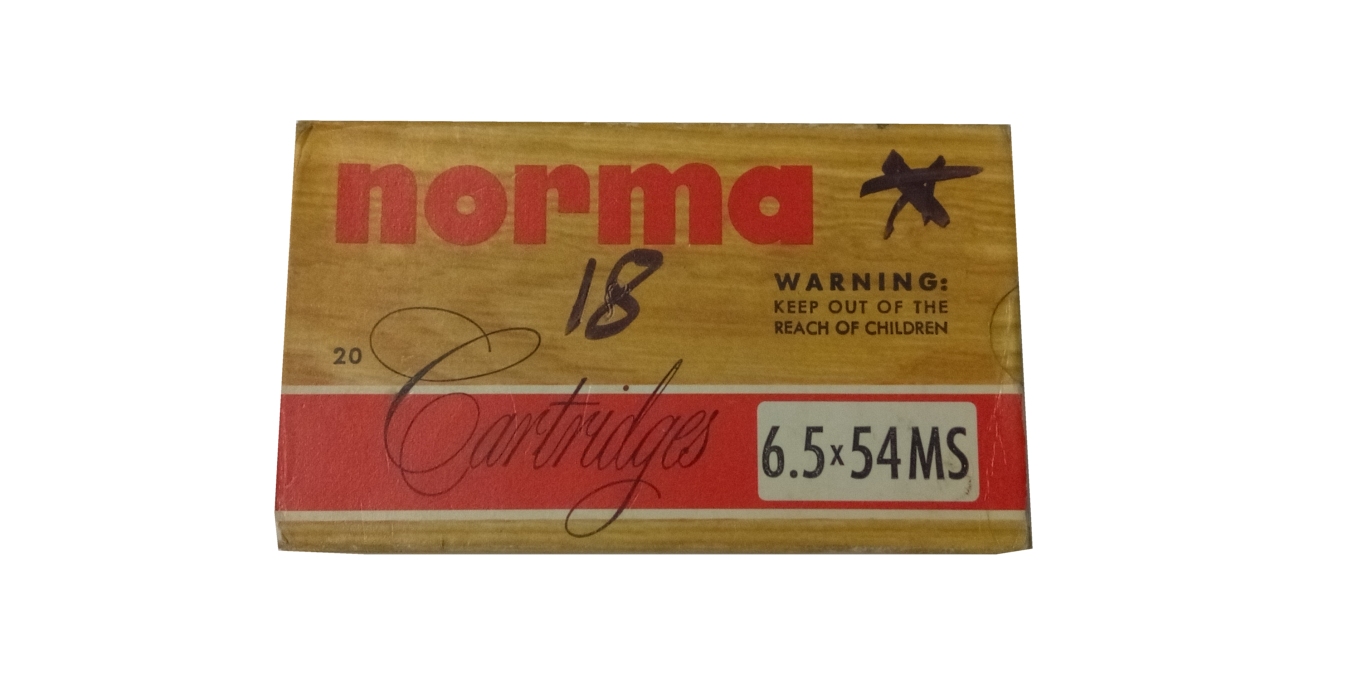 norma
18
WARNING:
KEEP OUT OF THE
REACH OF CHILDREN
20
Cartridges
6.5x54MS